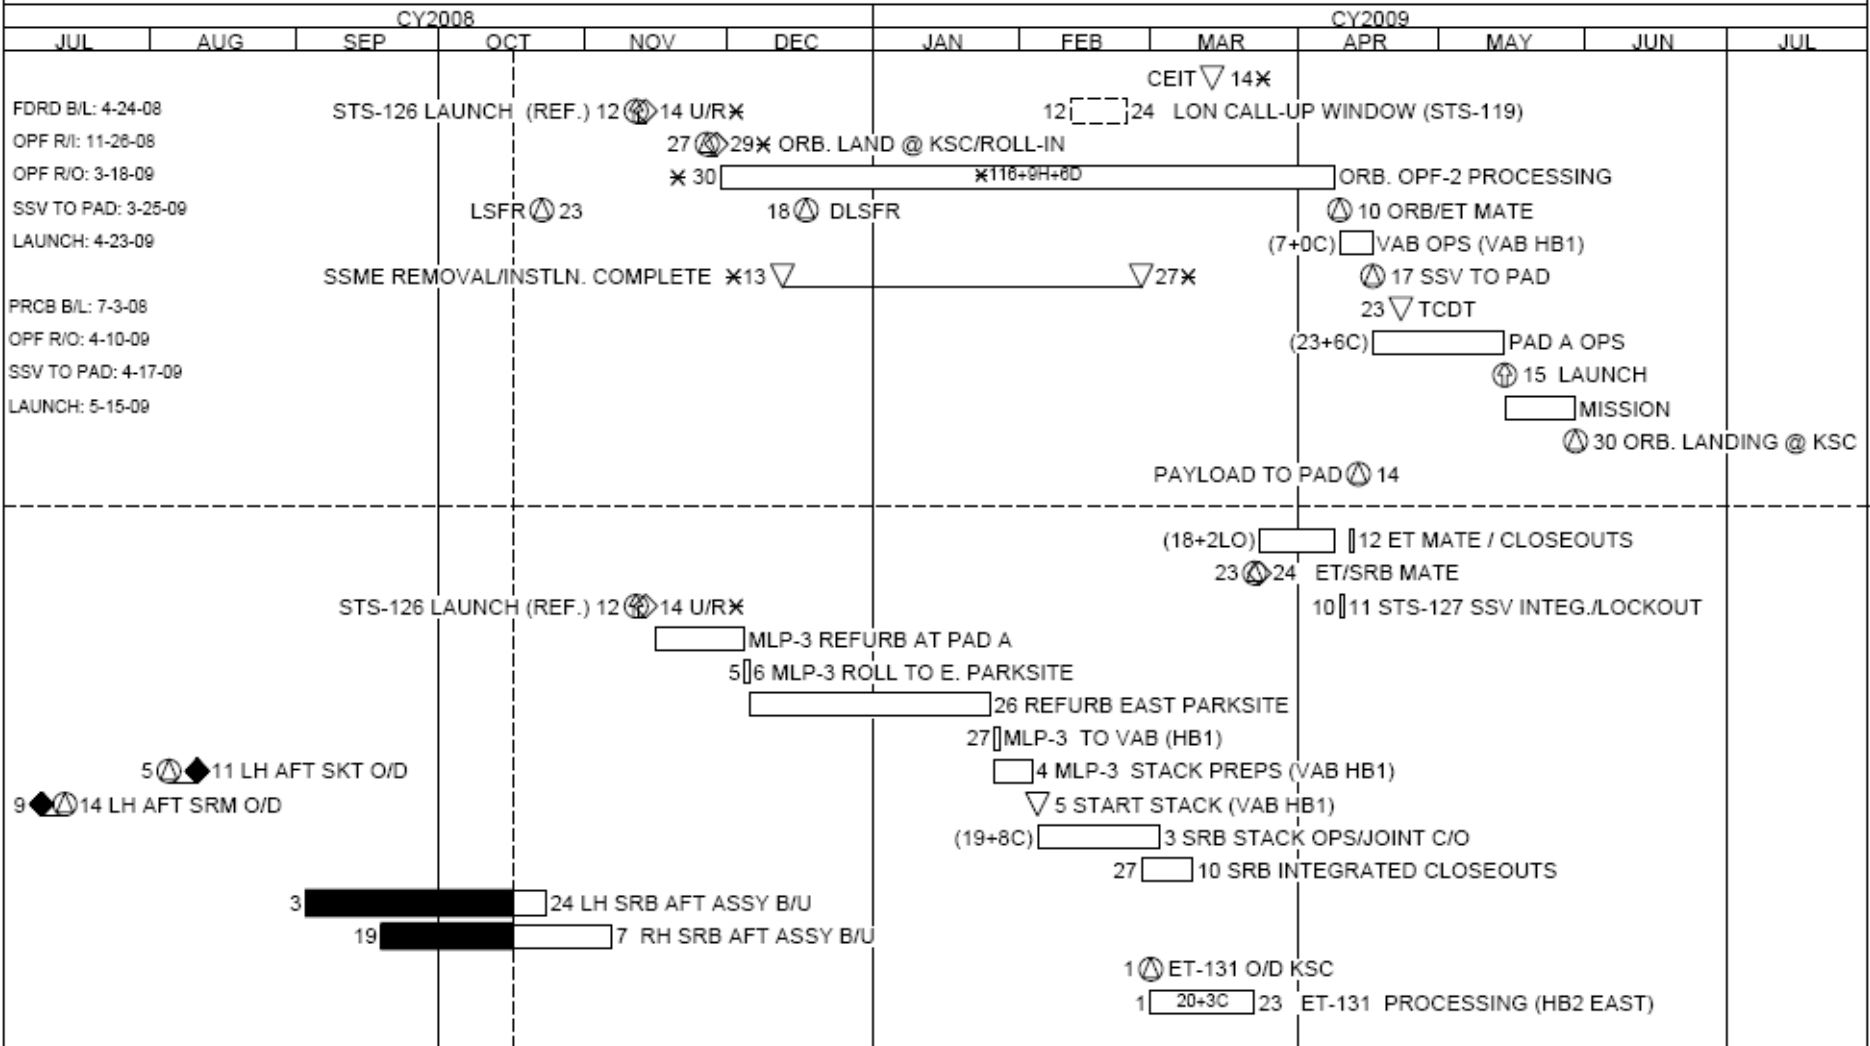 CY2008 CY2009
JUL AUG SEP OCT NOV DEC JAN FEB MAR APR MAY JUN JUL
CEIT 14*
FDRD B/L: 4-24-08 STS-126 LAUNCH (REF.) 12 14 U/R* 12 24 LON CALL-UP WINDOW (STS-119)
OPF R/I: 11-26-08 27 29* ORB. LAND @ KSC/ROLL-IN
OPF R/O: 3-18-09 * 30 *116+9H+6D ORB. OPF-2 PROCESSING
SSV TO PAD: 3-25-09 LSFR 23 18 DLSFR 10 ORB/ET MATE
LAUNCH: 4-23-09 (7+0C) VAB OPS (VAB HB1)
SSME REMOVAL/INSTLN. COMPLETE *13 27* 17 SSV TO PAD
PRCB B/L: 7-3-08 23 TCDT
OPF R/O: 4-10-09 (23+6C) PAD A OPS
SSV TO PAD: 4-17-09 15 LAUNCH
LAUNCH: 5-15-09 MISSION
30 ORB. LANDING @ KSC
PAYLOAD TO PAD 14
(18+2LO) 12 ET MATE / CLOSEOUTS
23 24 ET/SRB MATE
STS-126 LAUNCH (REF.) 12 14 U/R* 10 11 STS-127 SSV INTEG./LOCKOUT
MLP-3 REFURB AT PAD A
5 6 MLP-3 ROLL TO E. PARKSITE
26 REFURB EAST PARKSITE
27 MLP-3 TO VAB (HB1)
5 11 LH AFT SKT O/D 4 MLP-3 STACK PREPS (VAB HB1)
9 14 LH AFT SRM O/D 5 START STACK (VAB HB1)
(19+8C) 3 SRB STACK OPS/JOINT C/O
27 10 SRB INTEGRATED CLOSEOUTS
3 24 LH SRB AFT ASSY B/U
19 7 RH SRB AFT ASSY B/U
1 ET-131 O/D KSC
1 20+3C 23 ET-131 PROCESSING (HB2 EAST)